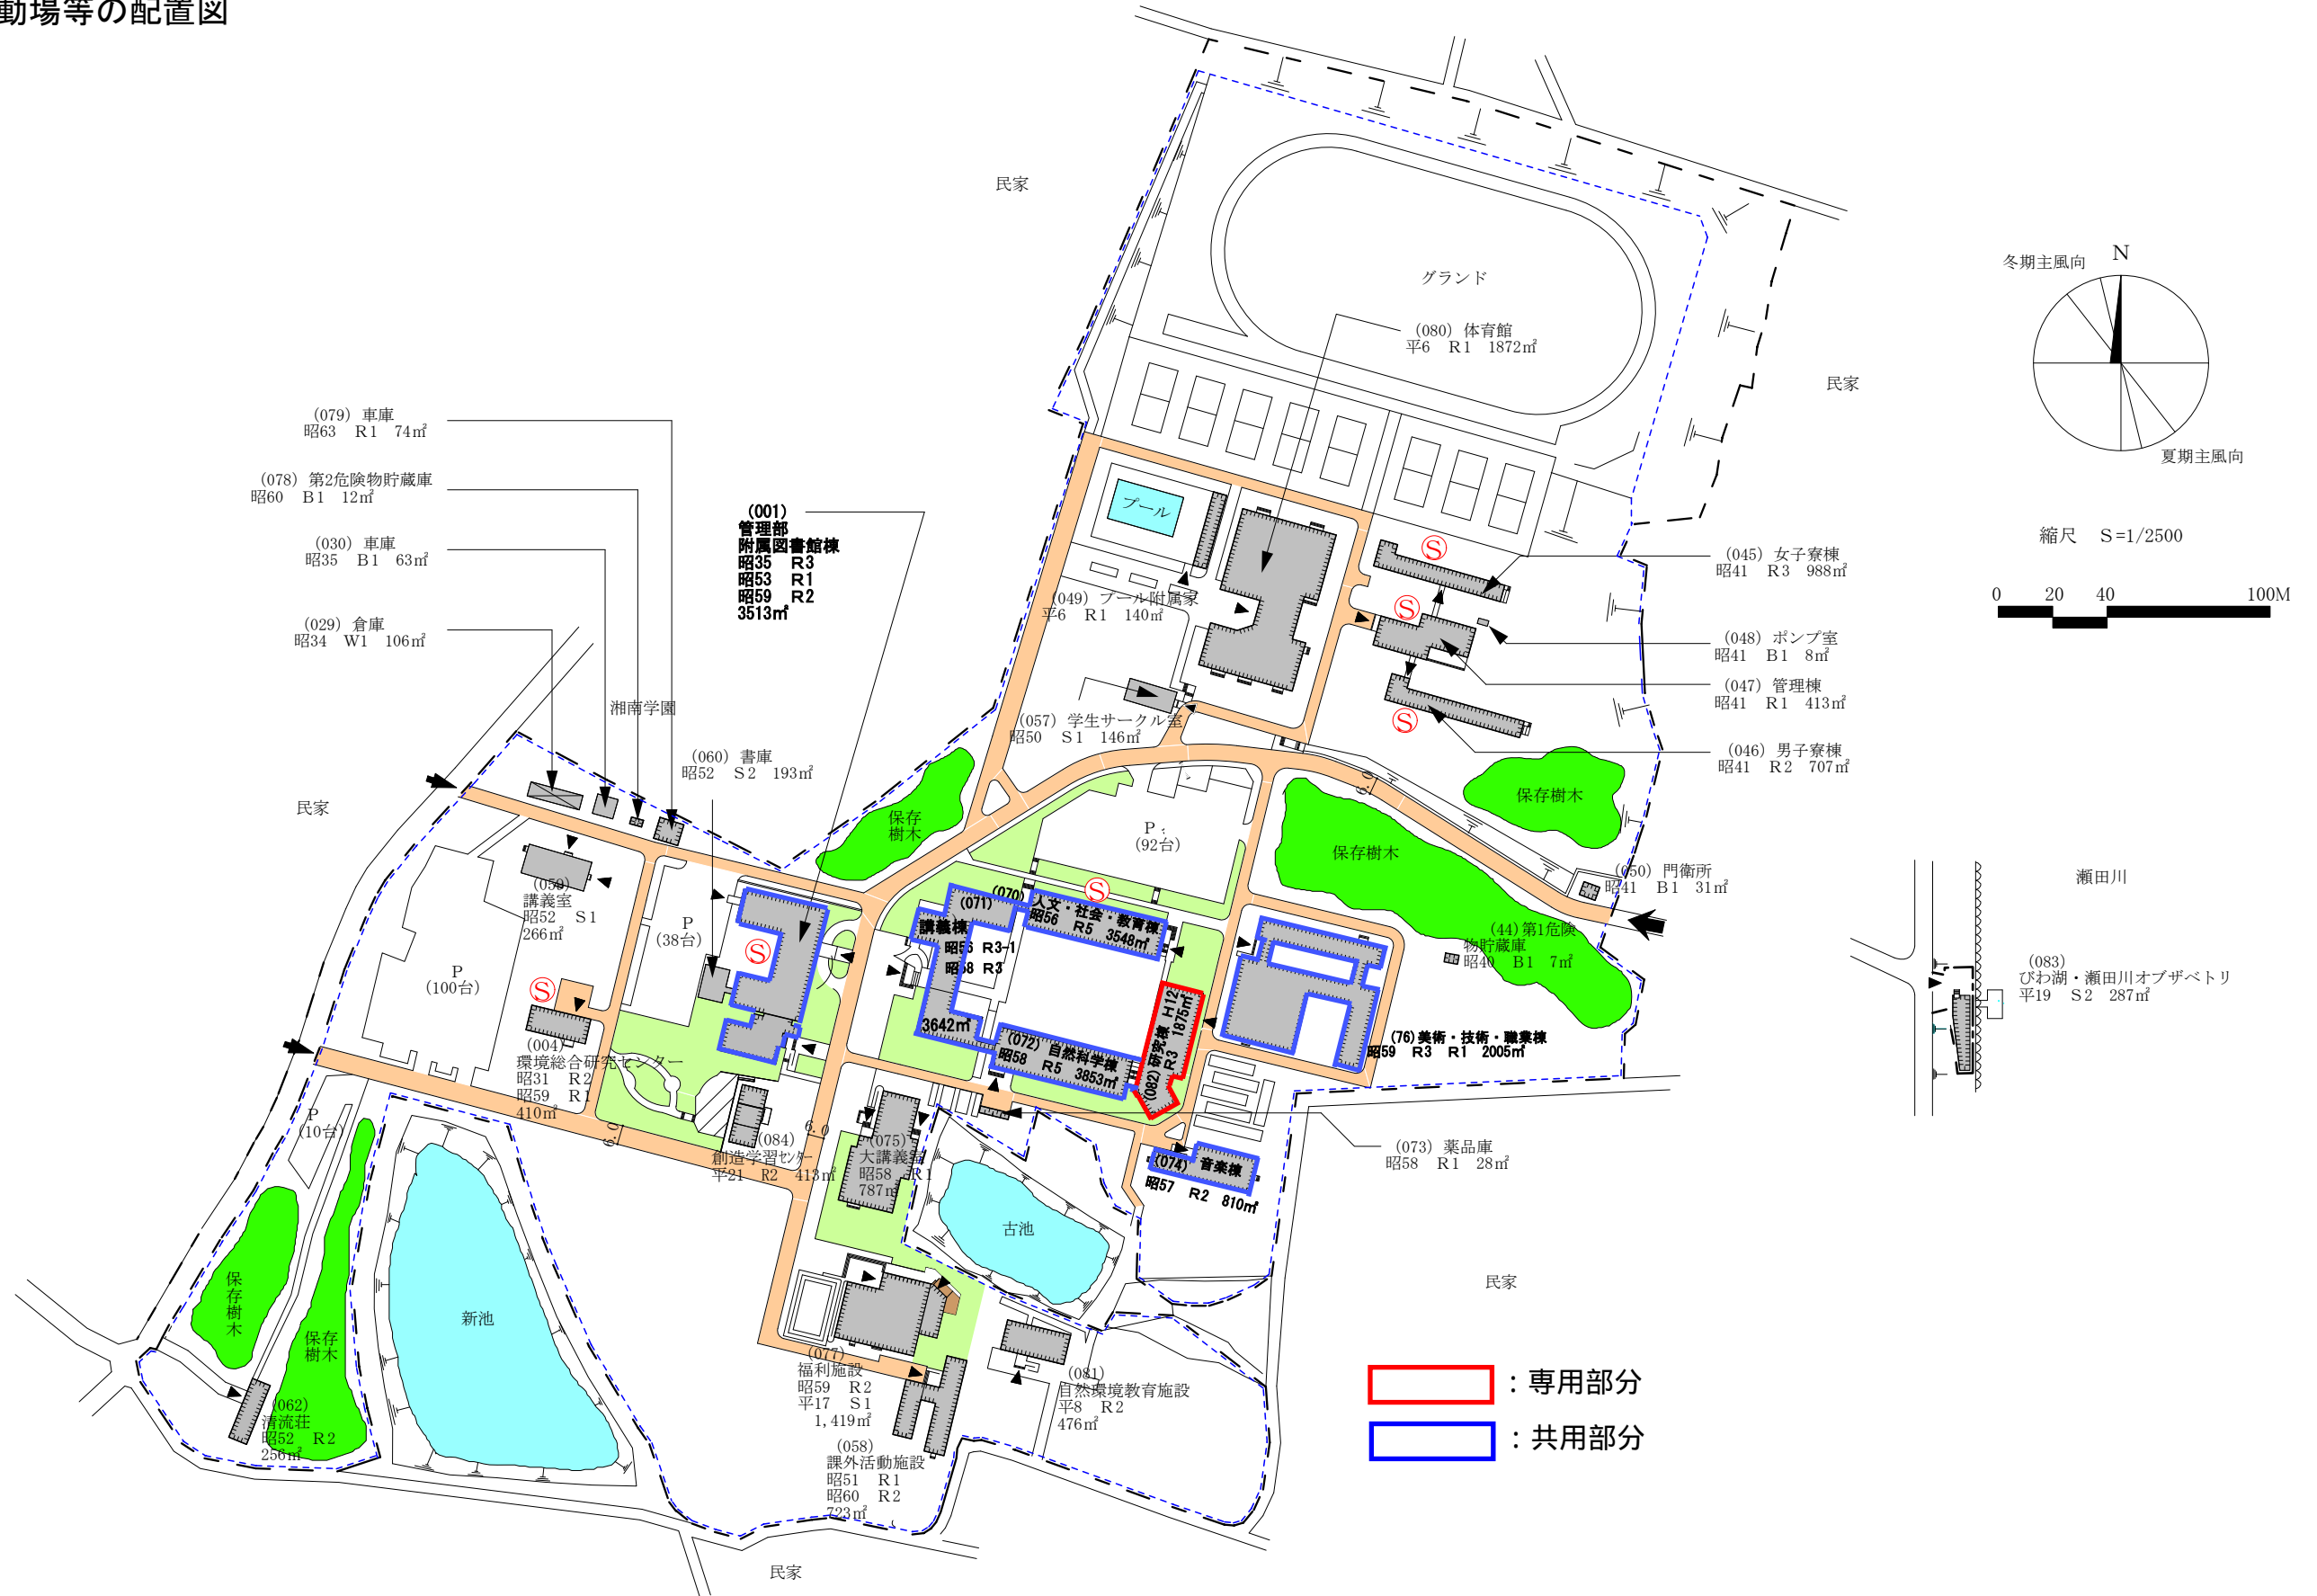 動場等の配置図
民家
グランド
(080) 体育館
平6 R1 1872㎡
民家
冬期主風向 N
夏期主風向
縮尺 S=1/2500
0 20 40 100M
(079) 車庫
昭63 R1 74㎡
(078) 第2危険物貯蔵庫
昭60 B1 12㎡
(030) 車庫
昭35 B1 63㎡
(029) 倉庫
昭34 W1 106㎡
(001)
管理部
附属図書館棟
昭35 R3
昭53 R1
昭59 R2
3513㎡
プール
(049) プール附属家
平6 R1 140㎡
Ⓢ
Ⓢ
Ⓢ
(045) 女子寮棟
昭41 R3 988㎡
(048) ポンプ室
昭41 B1 8㎡
(047) 管理棟
昭41 R1 413㎡
(046) 男子寮棟
昭41 R2 707㎡
湘南学園
(057) 学生サークル室
昭50 S1 146㎡
(060) 書庫
昭52 S2 193㎡
民家
保存
樹木
P
(92台)
6.0
保存樹木
保存樹木
(050) 門衛所
昭41 B1 31㎡
瀬田川
(059)
講義室
昭52 S1
266㎡
P
(38台)
P
(100台)
Ⓢ
Ⓢ
Ⓢ
(070)
(071)
講義棟
昭56 R3-1
昭58 R3
3642㎡
人文・社会・教育棟
昭56 R5 3548㎡
(44)第1危険
物貯蔵庫
昭40 B1 7㎡
(083)
びわ湖・瀬田川オブザベトリ
平19 S2 287㎡
(072) 自然科学棟
昭58 R5 3853㎡
(082)研究棟 H12
R3 1875㎡
(76)美術・技術・職業棟
昭59 R3 R1 2005㎡
(004)
環境総合研究センター
昭31 R2
昭59 R1
410㎡
P
(10台)
6.0
6.0
(084)
創造学習センター
平21 R2 413㎡
(075)
大講義室
昭58 R1
787㎡
(073) 薬品庫
昭58 R1 28㎡
(074) 音楽棟
昭57 R2 810㎡
古池
新池
保
存
樹
木
保存
樹木
民家
(077)
福利施設
昭59 R2
平17 S1
1,419㎡
(081)
自然環境教育施設
平8 R2
476㎡
(062)
清流荘
昭52 R2
256㎡
(058)
課外活動施設
昭51 R1
昭60 R2
723㎡
民家
：専用部分
：共用部分